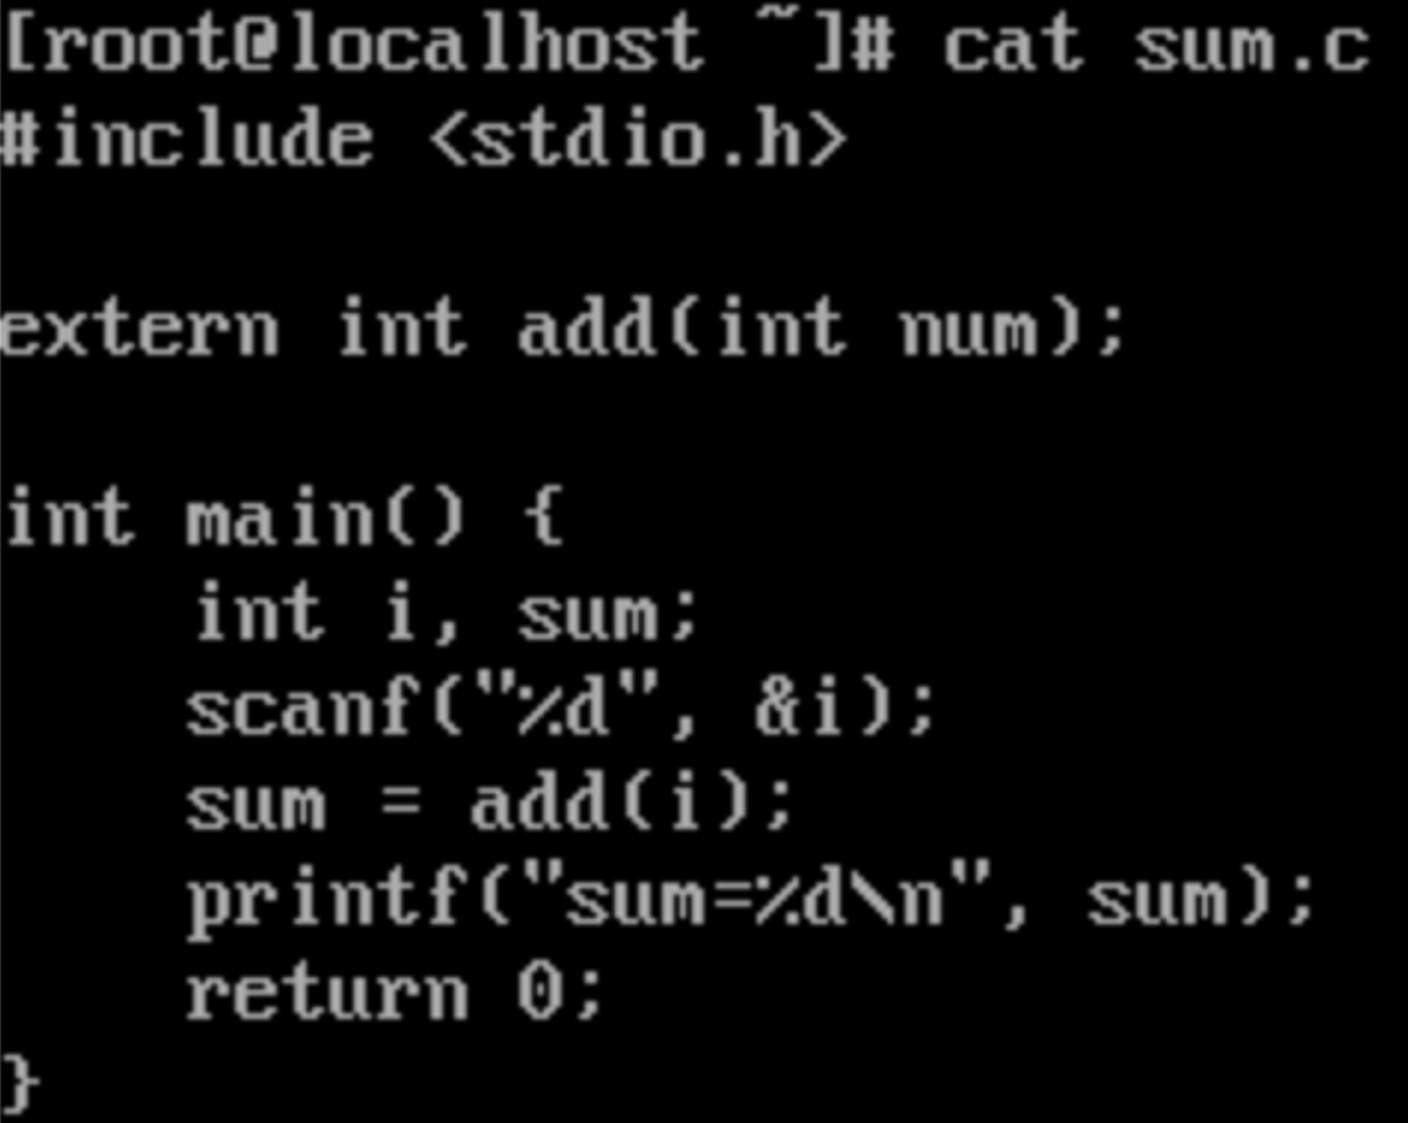 [root@localhost ~]# cat sum.c
#include <stdio.h>
extern int add(int num);
int main() {
int i, sum;
scanf("%d", &i);
sum = add(i);
printf("sum=%d\n", sum);
return 0;
}